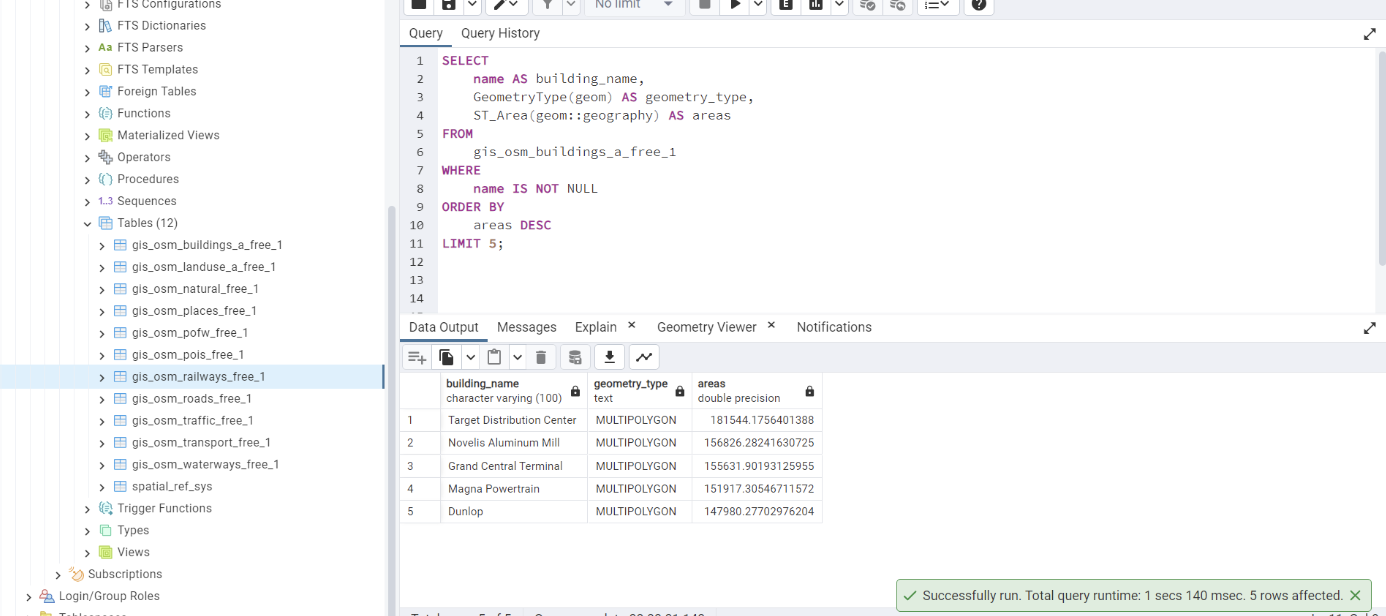 FTS Configurations
FTS Dictionaries
Aa FTS Parsers
FTS Templates
Foreign Tables
Functions
Materialized Views
Operators
Procedures
1..3 Sequences
Tables (12)
gis_osm_buildings_a_free_1
gis_osm_landuse_a_free_1
gis_osm_natural_free_1
gis_osm_places_free_1
gis_osm_pofw_free_1
gis_osm_pois_free_1
gis_osm_railways_free_1
gis_osm_roads_free_1
gis_osm_traffic_free_1
gis_osm_transport_free_1
gis_osm_waterways_free_1
spatial_ref_sys
Trigger Functions
Types
Views
Subscriptions
Login/Group Roles
Tablespaces
No limit
E
Query Query History
1 SELECT
2 name AS building_name,
3 GeometryType(geom) AS geometry_type,
4 ST_Area(geom::geography) AS areas
5 FROM
6 gis_osm_buildings_a_free_1
7 WHERE
8 name IS NOT NULL
9 ORDER BY
10 areas DESC
11 LIMIT 5;
12
13
14
Data Output Messages Explain × Geometry Viewer × Notifications
building_name geometry_type areas
character varying (100) text double precision
1 Target Distribution Center MULTIPOLYGON 181544.1756401388
2 Novelis Aluminum Mill MULTIPOLYGON 156826.28241630725
3 Grand Central Terminal MULTIPOLYGON 155631.90193125955
4 Magna Powertrain MULTIPOLYGON 151917.30546711572
5 Dunlop MULTIPOLYGON 147980.27702976204
Successfully run. Total query runtime: 1 secs 140 msec. 5 rows affected.